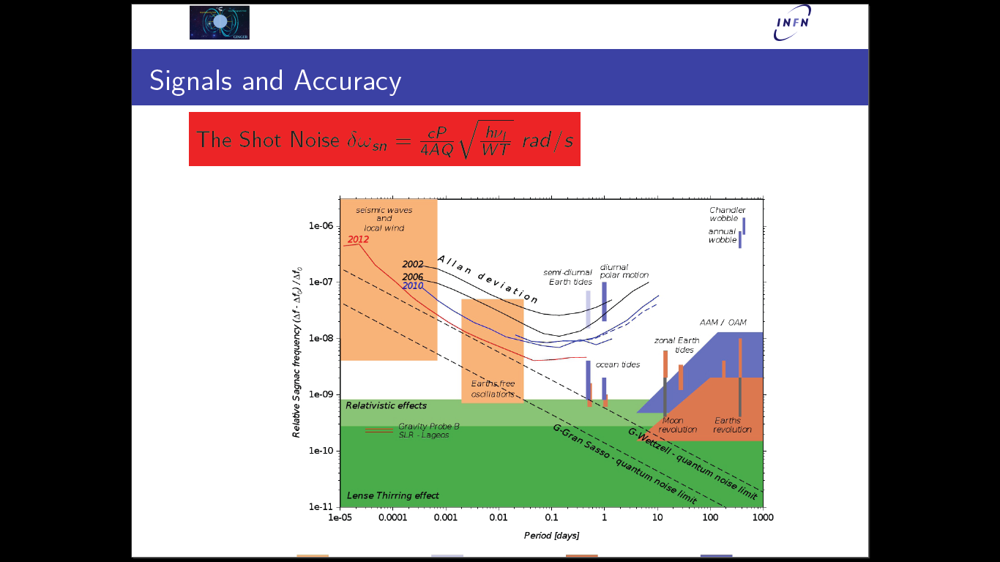 GINGER
INFN
Signals and Accuracy
The Shot Noise δω_sn = cP/4AQ √(hν_l/WT) rad/s
seismic waves
and
local wind
2012
2002
2006
2010
Allan deviation
semi-diurnal
Earth tides
diurnal
polar motion
Chandler
wobble
annual
wobble
AAM / OAM
zonal Earth
tides
ocean tides
Earths free
oscillations
Relativistic effects
Gravity Probe B
SLR - Lageos
Moon
revolution
Earths
revolution
G-Gran Sasso - quantum noise limit
G-Wettzell - quantum noise limit
Lense Thirring effect
Relative Sagnac frequency (Δf - Δf₀) / Δf₀
1e-06
1e-07
1e-08
1e-09
1e-10
1e-11
1e-05 0.0001 0.001 0.01 0.1 1 10 100 1000
Period [days]